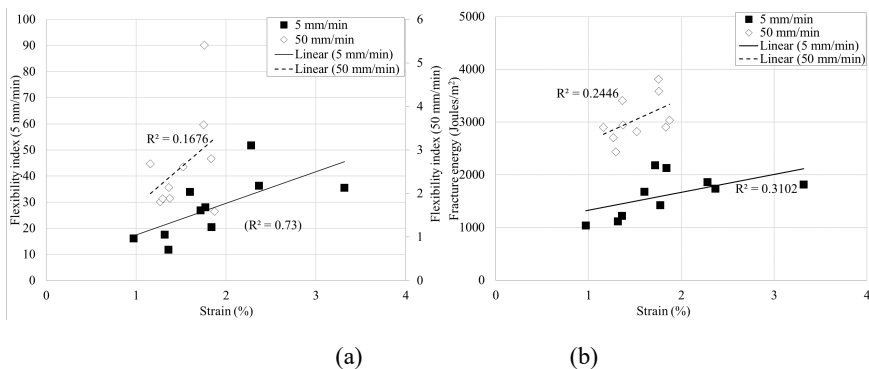 Flexibility index (5 mm/min)
100
90
80
70
60
50
40
30
20
10
0
5 mm/min
50 mm/min
Linear (5 mm/min)
Linear (50 mm/min)
R² = 0.1676
(R² = 0.73)
6
5
4
3
2
1
0
Flexibility index (50 mm/min)
0 1 2 3 4
Strain (%)
(a)
Fracture energy (Joules/m²)
5000
4000
3000
2000
1000
0
5 mm/min
50 mm/min
Linear (5 mm/min)
Linear (50 mm/min)
R² = 0.2446
R² = 0.3102
0 1 2 3 4
Strain (%)
(b)